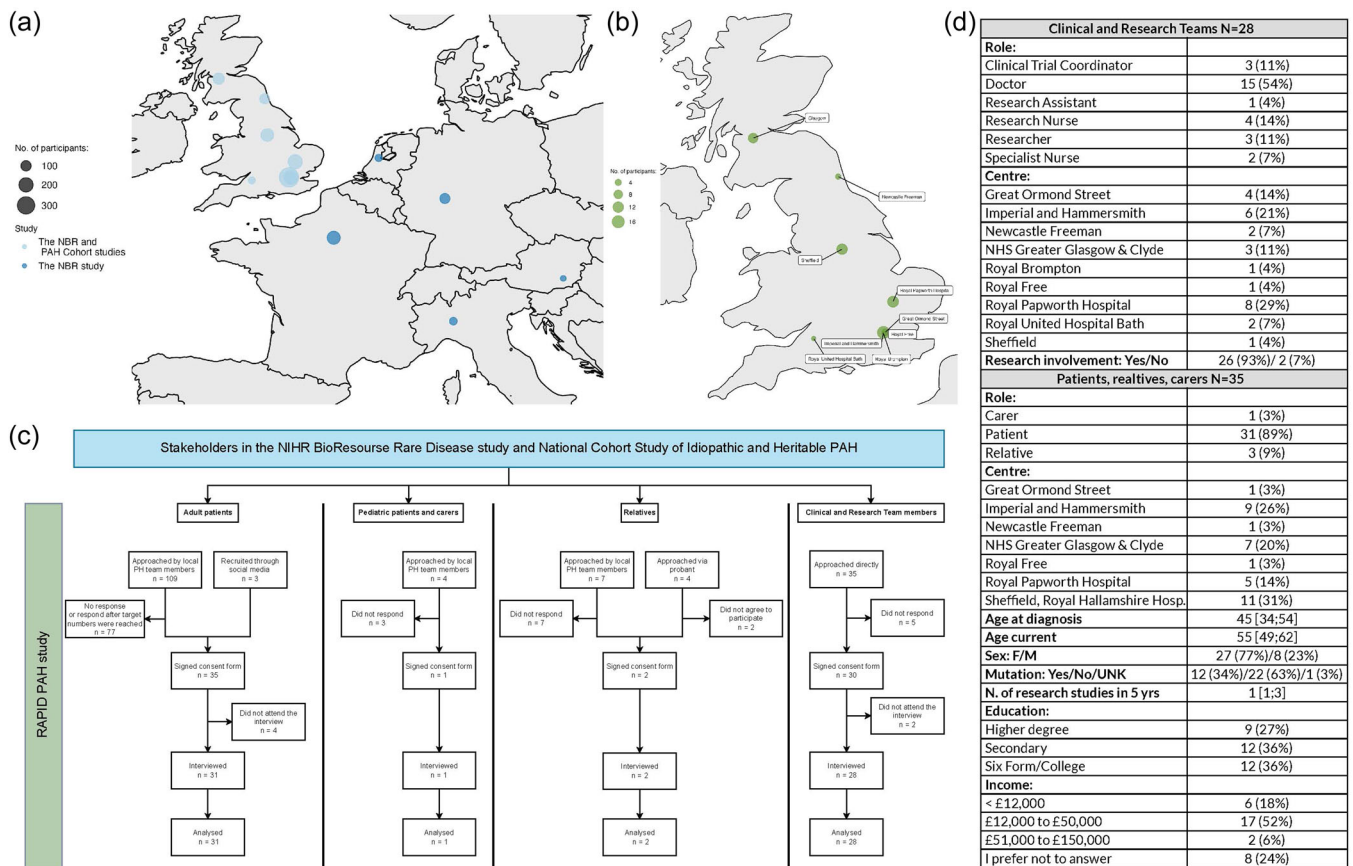 (a)
No. of participants:
100
200
300
Study
The NBR and
PAH Cohort studies
The NBR study
(b)
No. of participants:
4
8
12
16
Glasgow
Newcastle Freeman
Sheffield
Royal Papworth Hospital
Great Ormond Street
Royal Free
Imperial and Hammersmith
Royal United Hospital Bath
Royal Brompton
(c)
Stakeholders in the NIHR BioResourse Rare Disease study and National Cohort Study of Idiopathic and Heritable PAH
RAPID PAH study
Adult patients
Approached by local
PH team members
n = 109
Recruited through
social media
n = 3
No response
or respond after target
numbers were reached
n = 77
Signed consent form
n = 35
Did not attend the
interview
n = 4
Interviewed
n = 31
Analysed
n = 31
Pediatric patients and carers
Approached by local
PH team members
n = 4
Did not respond
n = 3
Signed consent form
n = 1
Interviewed
n = 1
Analysed
n = 1
Relatives
Approached by local
PH team members
n = 7
Approached via
probant
n = 4
Did not respond
n = 7
Did not agree to
participate
n = 2
Signed consent form
n = 2
Interviewed
n = 2
Analysed
n = 2
Clinical and Research Team members
Approached directly
n = 35
Did not respond
n = 5
Signed consent form
n = 30
Did not attend the
interview
n = 2
Interviewed
n = 28
Analysed
n = 28
(d)
Clinical and Research Teams N=28
Role:
Clinical Trial Coordinator 3 (11%)
Doctor 15 (54%)
Research Assistant 1 (4%)
Research Nurse 4 (14%)
Researcher 3 (11%)
Specialist Nurse 2 (7%)
Centre:
Great Ormond Street 4 (14%)
Imperial and Hammersmith 6 (21%)
Newcastle Freeman 2 (7%)
NHS Greater Glasgow & Clyde 3 (11%)
Royal Brompton 1 (4%)
Royal Free 1 (4%)
Royal Papworth Hospital 8 (29%)
Royal United Hospital Bath 2 (7%)
Sheffield 1 (4%)
Research involvement: Yes/No 26 (93%)/ 2 (7%)
Patients, realtives, carers N=35
Role:
Carer 1 (3%)
Patient 31 (89%)
Relative 3 (9%)
Centre:
Great Ormond Street 1 (3%)
Imperial and Hammersmith 9 (26%)
Newcastle Freeman 1 (3%)
NHS Greater Glasgow & Clyde 7 (20%)
Royal Free 1 (3%)
Royal Papworth Hospital 5 (14%)
Sheffield, Royal Hallamshire Hosp. 11 (31%)
Age at diagnosis 45 [34;54]
Age current 55 [49;62]
Sex: F/M 27 (77%)/8 (23%)
Mutation: Yes/No/UNK 12 (34%)/22 (63%)/1 (3%)
N. of research studies in 5 yrs 1 [1;3]
Education:
Higher degree 9 (27%)
Secondary 12 (36%)
Six Form/College 12 (36%)
Income:
< £12,000 6 (18%)
£12,000 to £50,000 17 (52%)
£51,000 to £150,000 2 (6%)
I prefer not to answer 8 (24%)